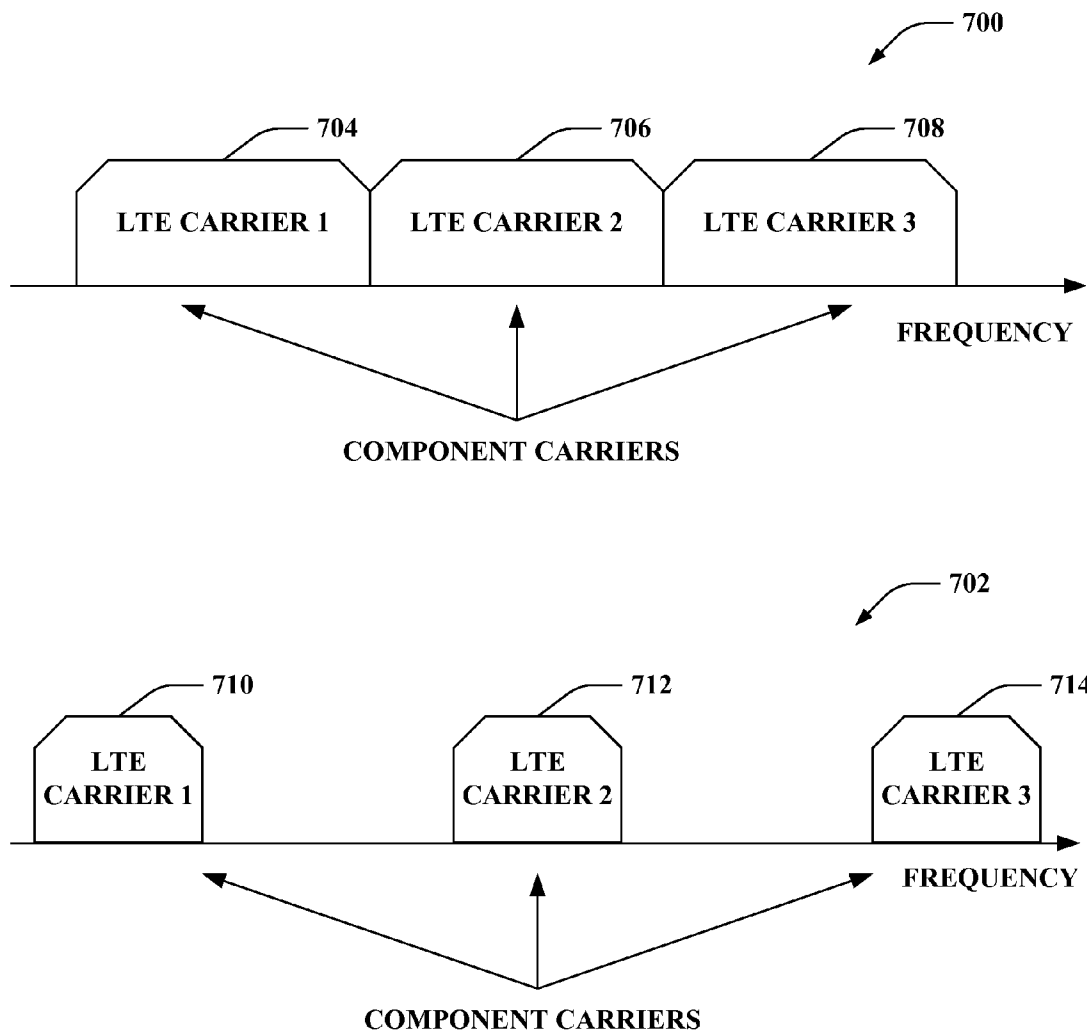 700
704
706
708
LTE CARRIER 1
LTE CARRIER 2
LTE CARRIER 3
FREQUENCY
COMPONENT CARRIERS
702
710
712
714
LTE
CARRIER 1
LTE
CARRIER 2
LTE
CARRIER 3
FREQUENCY
COMPONENT CARRIERS